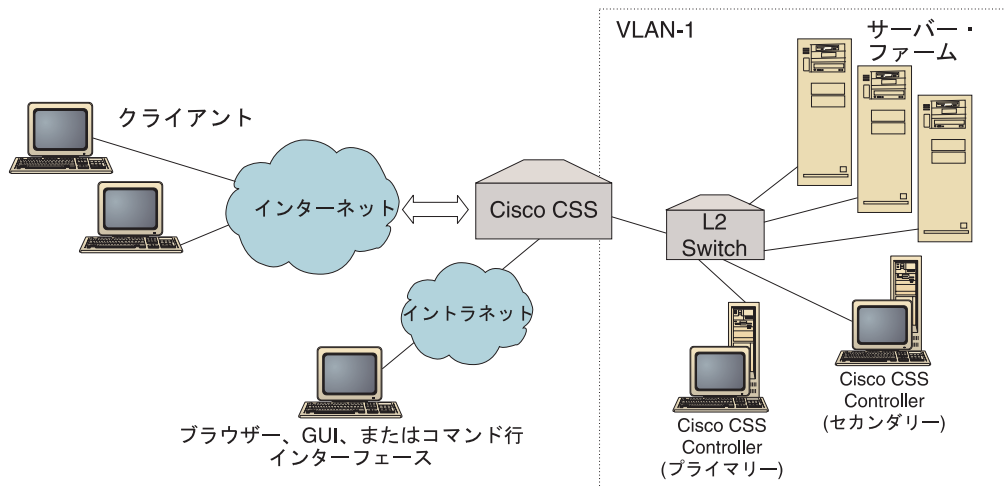 VLAN-1
サーバー・
ファーム
クライアント
インターネット
Cisco CSS
L2
Switch
イントラネット
ブラウザー、GUI、またはコマンド行
インターフェース
Cisco CSS
Controller
(プライマリー)
Cisco CSS
Controller
(セカンダリー)